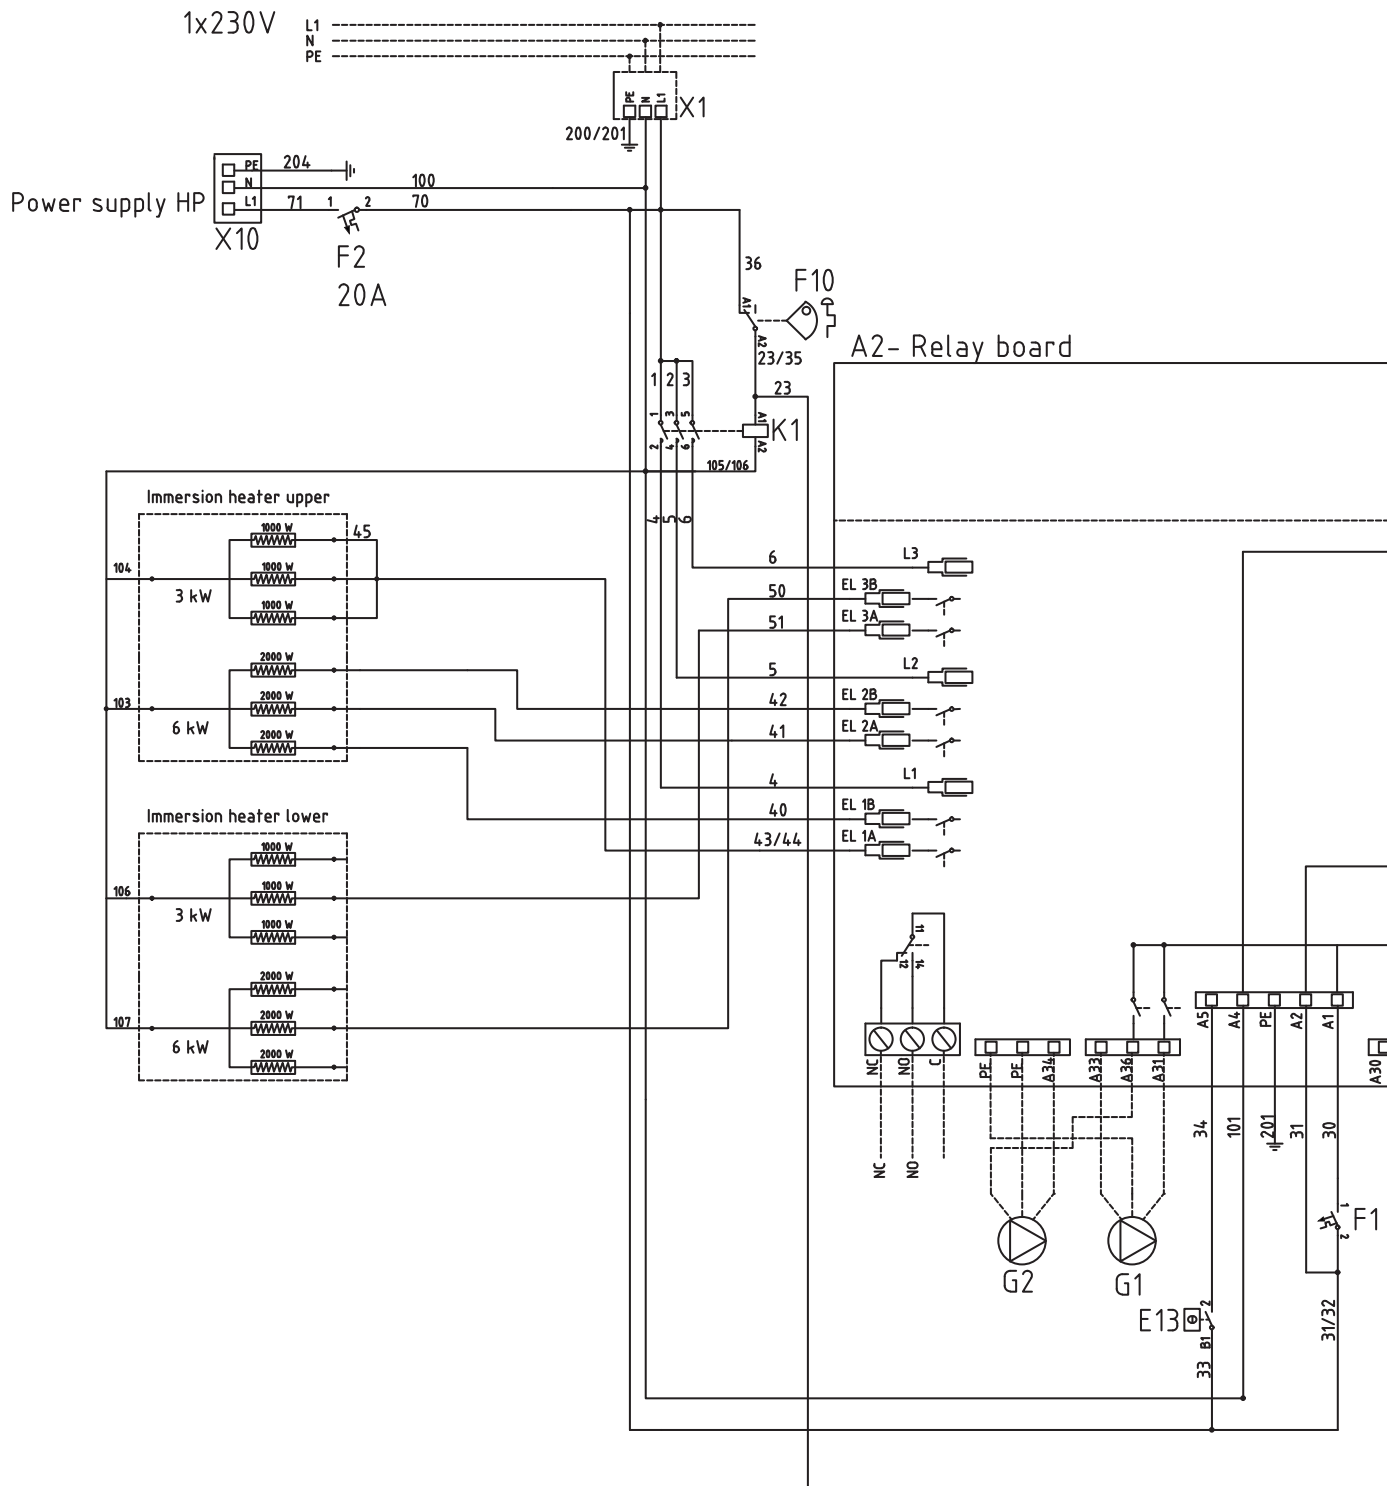 1x230V
L1
N
PE
PE N L1
X1
200/201
PE 204
N 100
Power supply HP
L1 71 1 2 70
X10
F2
20A
36
F10
A1
A2
23/35
A2- Relay board
1 2 3
23
1 3 5
A1
K1
2 4 6
A2
105/106
Immersion heater upper
4 5 6
1000 W
45
6
L3
104
1000 W
3 kW
50
EL 3B
1000 W
51
EL 3A
2000 W
5
L2
103
2000 W
42
EL 2B
6 kW
2000 W
41
EL 2A
4
L1
Immersion heater lower
40
EL 1B
1000 W
43/44
EL 1A
106
1000 W
3 kW
1000 W
11
12 14
2000 W
107
2000 W
6 kW
2000 W
A5 A4 PE A2 A1
NC NO C
PE PE A34
A33 A36 A31
A30
34 101 201 31 30
NC NO
1
F1
2
G2
G1
2
E13
B1
31/32
33